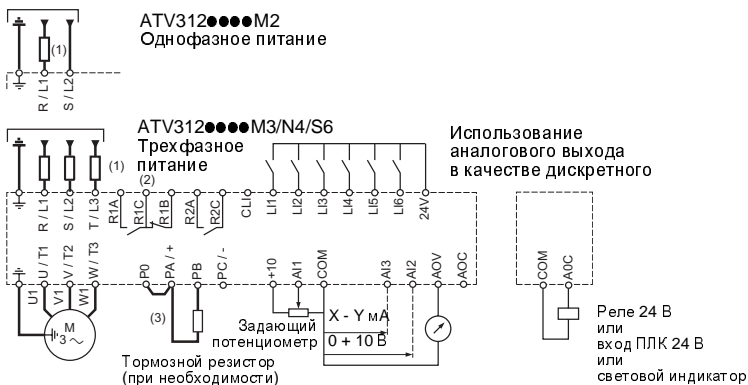 ATV312●●●●M2
Однофазное питание
(1)
R / L1
S / L2
ATV312●●●●M3/N4/S6
Трехфазное
питание
(1)
(2)
Использование
аналогового выхода
в качестве дискретного
R / L1
S / L2
T / L3
R1A
R1C
R1B
R2A
R2C
CLI
LI1
LI2
LI3
LI4
LI5
LI6
24V
U / T1
V / T2
W / T3
P0
PA / +
PB
PC / -
+10
AI1
COM
AI3
AI2
AOV
AOC
COM
A0C
U1
V1
W1
M
3
(3)
Задающий
потенциометр
X - Y мА
0 + 10 В
Тормозной резистор
(при необходимости)
Реле 24 В
или
вход ПЛК 24 В
или
световой индикатор